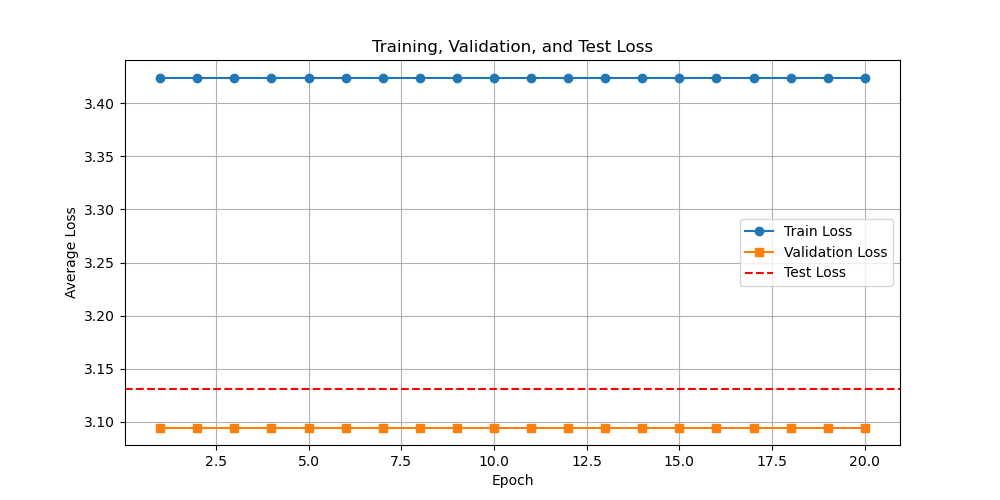 Training, Validation, and Test Loss
Average Loss
3.40
3.35
3.30
3.25
3.20
3.15
3.10
Train Loss
Validation Loss
Test Loss
2.5 5.0 7.5 10.0 12.5 15.0 17.5 20.0
Epoch